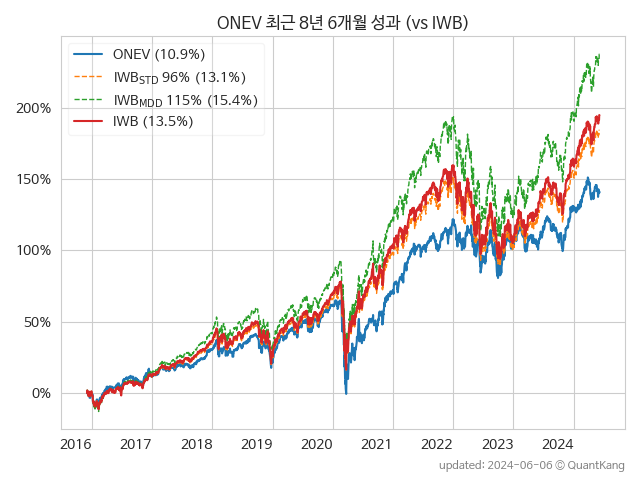 ONEV 최근 8년 6개월 성과 (vs IWB)
ONEV (10.9%)
IWB_STD 96% (13.1%)
IWB_MDD 115% (15.4%)
IWB (13.5%)
200%
150%
100%
50%
0%
2016 2017 2018 2019 2020 2021 2022 2023 2024
updated: 2024-06-06 © QuantKang